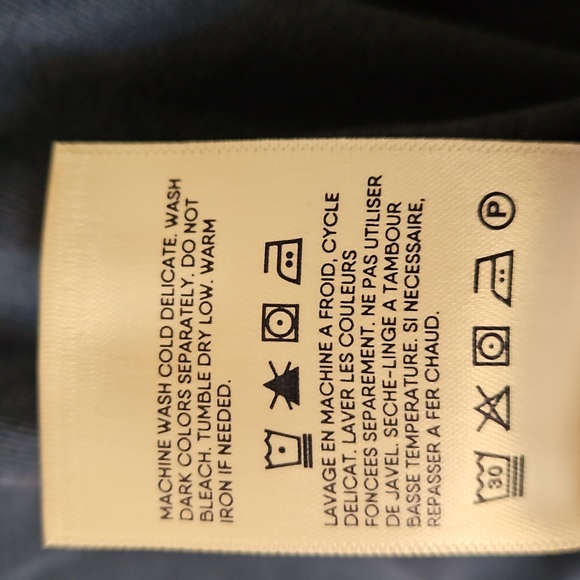 MACHINE WASH COLD DELICATE. WASH
DARK COLORS SEPARATELY. DO NOT
BLEACH. TUMBLE DRY LOW. WARM
IRON IF NEEDED.
LAVAGE EN MACHINE A FROID, CYCLE
DELICAT. LAVER LES COULEURS
FONCEES SEPAREMENT. NE PAS UTILISER
DE JAVEL. SECHE-LINGE A TAMBOUR
BASSE TEMPERATURE. SI NECESSAIRE,
REPASSER A FER CHAUD.
30 P